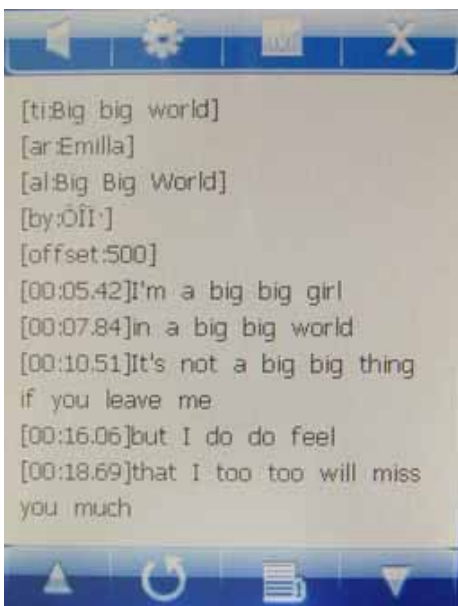 [ti:Big big world]
[ar:Emilla]
[al:Big Big World]
[by:ÓÎÏ·]
[offset:500]
[00:05.42]I'm a big big girl
[00:07.84]in a big big world
[00:10.51]It's not a big big thing
if you leave me
[00:16.06]but I do do feel
[00:18.69]that I too too will miss
you much